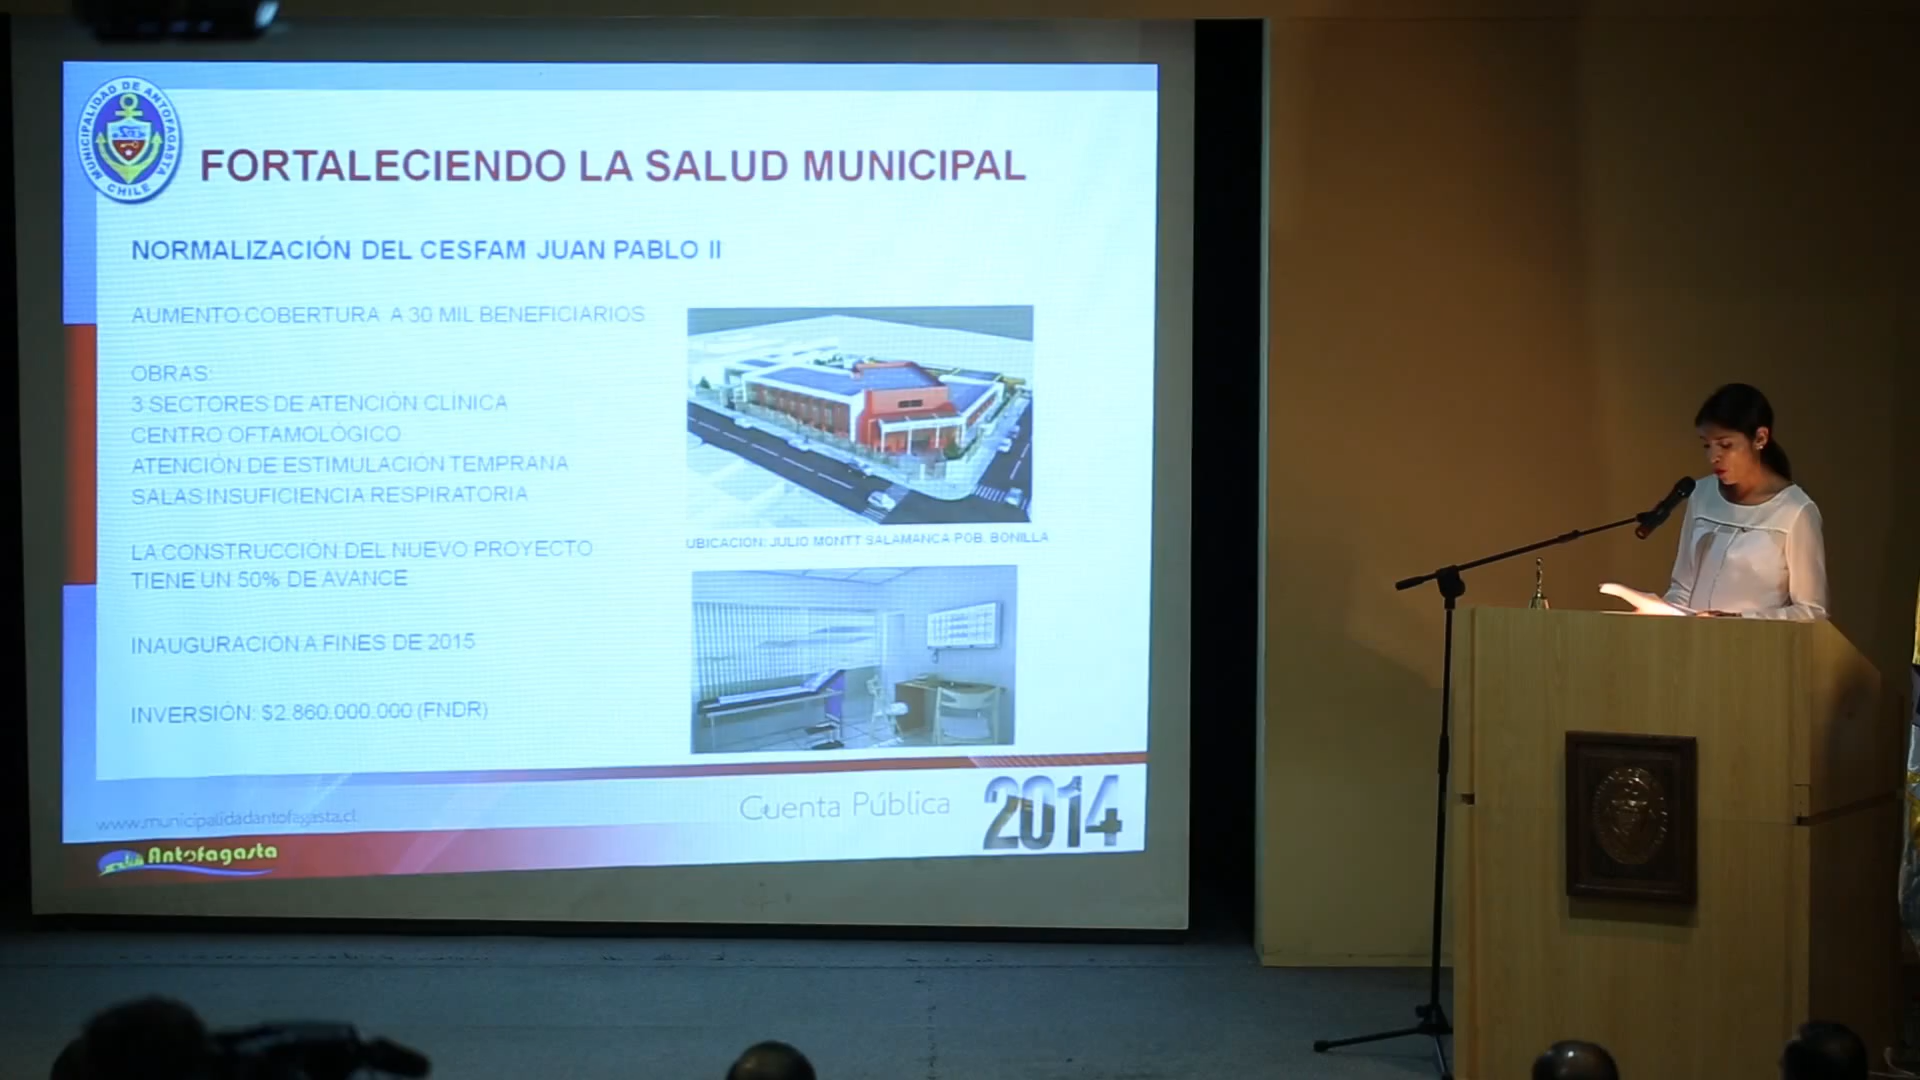 MUNICIPALIDAD DE ANTOFAGASTA
CHILE
FORTALECIENDO LA SALUD MUNICIPAL
NORMALIZACIÓN DEL CESFAM JUAN PABLO II
AUMENTO COBERTURA A 30 MIL BENEFICIARIOS
OBRAS:
3 SECTORES DE ATENCIÓN CLÍNICA
CENTRO OFTAMOLÓGICO
ATENCIÓN DE ESTIMULACIÓN TEMPRANA
SALAS INSUFICIENCIA RESPIRATORIA
LA CONSTRUCCIÓN DEL NUEVO PROYECTO
TIENE UN 50% DE AVANCE
INAUGURACIÓN A FINES DE 2015
INVERSIÓN: $2.860.000.000 (FNDR)
UBICACIÓN: JULIO MONTT SALAMANCA POB. BONILLA
www.municipalidadantofagasta.cl
Cuenta Pública 2014
Antofagasta